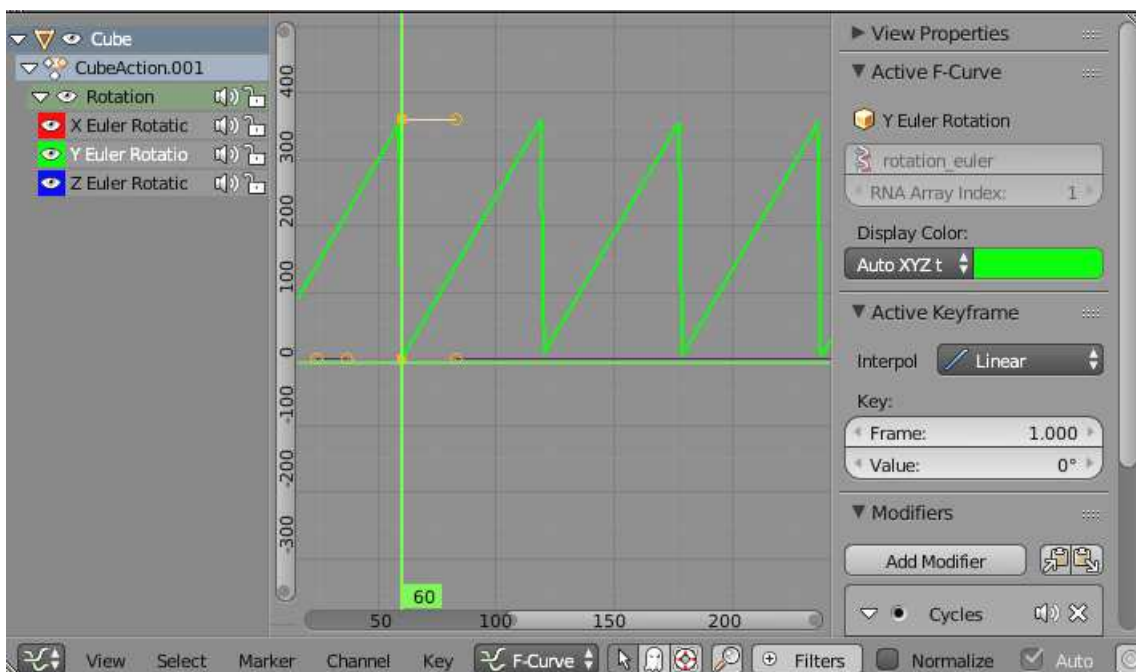 Cube
CubeAction.001
Rotation
X Euler Rotatic
Y Euler Rotatio
Z Euler Rotatic
400
300
200
100
0
-100
-200
-300
60
50 100 150 200
View Properties
Active F-Curve
Y Euler Rotation
rotation_euler
RNA Array Index: 1
Display Color:
Auto XYZ t
Active Keyframe
Interpol Linear
Key:
Frame: 1.000
Value: 0°
Modifiers
Add Modifier
Cycles
View Select Marker Channel Key F-Curve Filters Normalize Auto